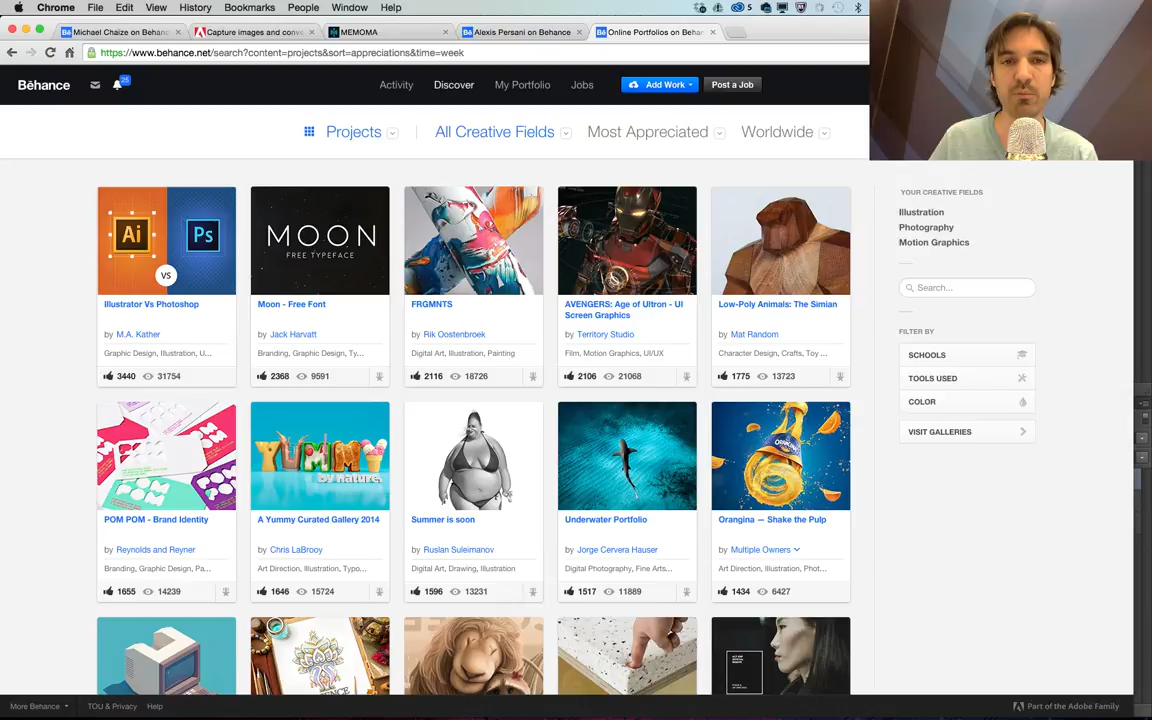 Chrome File Edit View History Bookmarks People Window Help 5
Michael Chaize on Behanc × Capture images and conv × MEMOMA × Alexis Persani on Behance × Online Portfolios on Behan ×
https://www.behance.net/search?content=projects&sort=appreciations&time=week
Bēhance 25 Activity Discover My Portfolio Jobs Add Work Post a Job
Projects All Creative Fields Most Appreciated Worldwide
YOUR CREATIVE FIELDS
Illustration
Photography
Motion Graphics
Search...
FILTER BY
SCHOOLS
TOOLS USED
COLOR
VISIT GALLERIES
Ai Ps
VS
MOON
FREE TYPEFACE
Illustrator Vs Photoshop
by M.A. Kather
Graphic Design, Illustration, U...
3440 31754
Moon - Free Font
by Jack Harvatt
Branding, Graphic Design, Ty...
2368 9591
FRGMNTS
by Rik Oostenbroek
Digital Art, Illustration, Painting
2116 18726
AVENGERS: Age of Ultron - UI
Screen Graphics
by Territory Studio
Film, Motion Graphics, UI/UX
2106 21068
Low-Poly Animals: The Simian
by Mat Random
Character Design, Crafts, Toy ...
1775 13723
POM POM - Brand Identity
by Reynolds and Reyner
Branding, Graphic Design, Pa...
1655 14239
YUMM
by nature.
A Yummy Curated Gallery 2014
by Chris LaBrooy
Art Direction, Illustration, Typo...
1646 15724
Summer is soon
by Ruslan Suleimanov
Digital Art, Drawing, Illustration
1596 13231
Underwater Portfolio
by Jorge Cervera Hauser
Digital Photography, Fine Arts...
1517 11889
ORANGINA
Orangina — Shake the Pulp
by Multiple Owners
Art Direction, Illustration, Phot...
1434 6427
More Behance TOU & Privacy Help Part of the Adobe Family